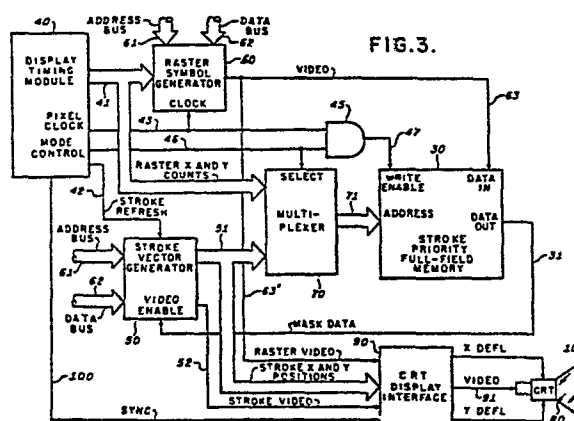 40
ADDRESS BUS
61
DATA BUS
62
FIG.3.
DISPLAY TIMING MODULE
RASTER SYMBOL GENERATOR
60
CLOCK
VIDEO
41
PIXEL CLOCK
43
45
MODE CONTROL
46
47
63
30
42
STROKE REFRESH
RASTER X AND Y COUNTS
SELECT
MULTIPLEXER
70
71
WRITE ENABLE
DATA IN
ADDRESS
DATA OUT
STROKE PRIORITY FULL-FIELD MEMORY
31
ADDRESS BUS
61
62
DATA BUS
STROKE VECTOR GENERATOR
VIDEO ENABLE
50
51
63'
52
MASK DATA
RASTER VIDEO
STROKE X AND Y POSITIONS
STROKE VIDEO
90
CRT DISPLAY INTERFACE
X DEFL
VIDEO
91
Y DEFL
CRT
80
100
SYNC